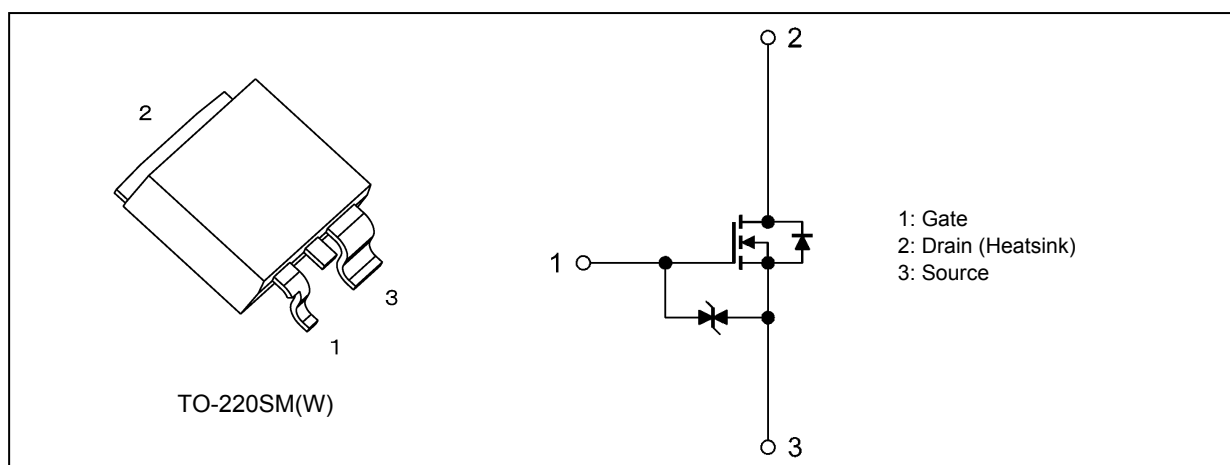 2
3
1
TO-220SM(W)
2
1
3
1: Gate
2: Drain (Heatsink)
3: Source